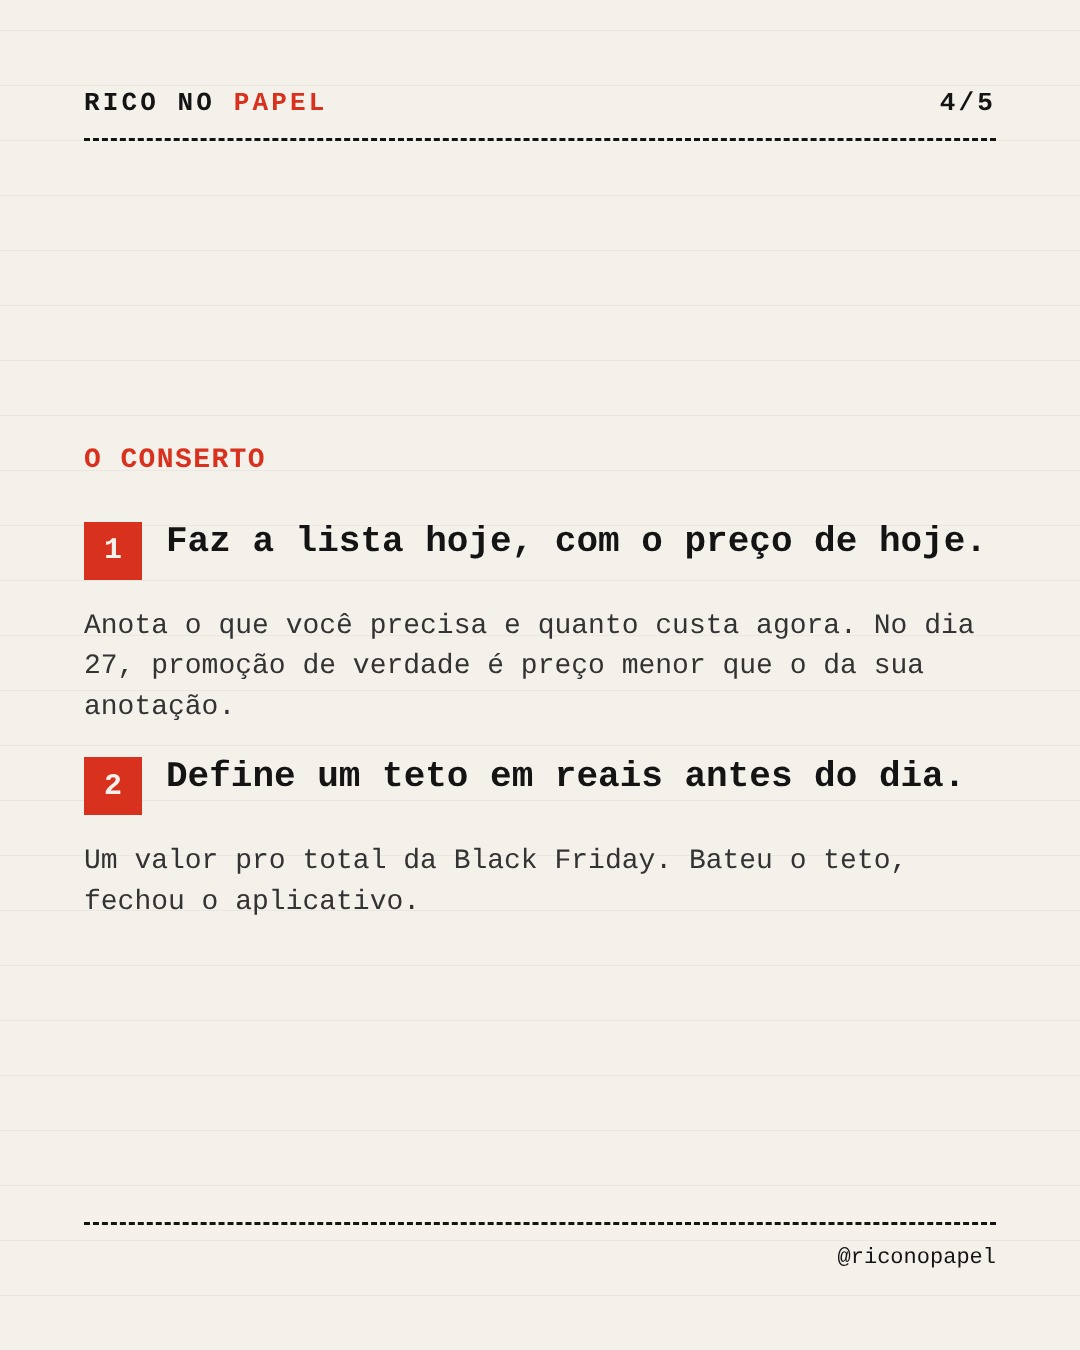 RICO NO PAPEL 4/5
O CONSERTO
1 Faz a lista hoje, com o preço de hoje.
Anota o que você precisa e quanto custa agora. No dia
27, promoção de verdade é preço menor que o da sua
anotação.
2 Define um teto em reais antes do dia.
Um valor pro total da Black Friday. Bateu o teto,
fechou o aplicativo.
@riconopapel